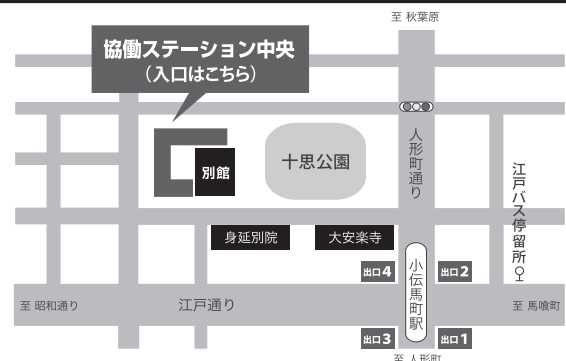 至 秋葉原
協働ステーション中央
（入口はこちら）
人形町通り
別館
十思公園
江戸バス停留所
身延別院
大安楽寺
小伝馬町駅
出口4
出口2
至 昭和通り
江戸通り
至 馬喰町
出口3
出口1
至 人形町